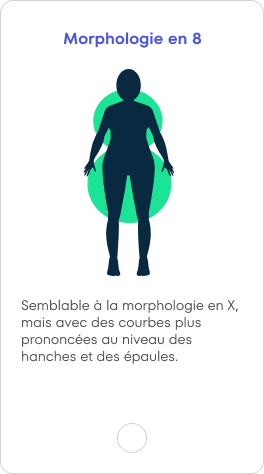 Morphologie en 8
Semblable à la morphologie en X,
mais avec des courbes plus
prononcées au niveau des
hanches et des épaules.